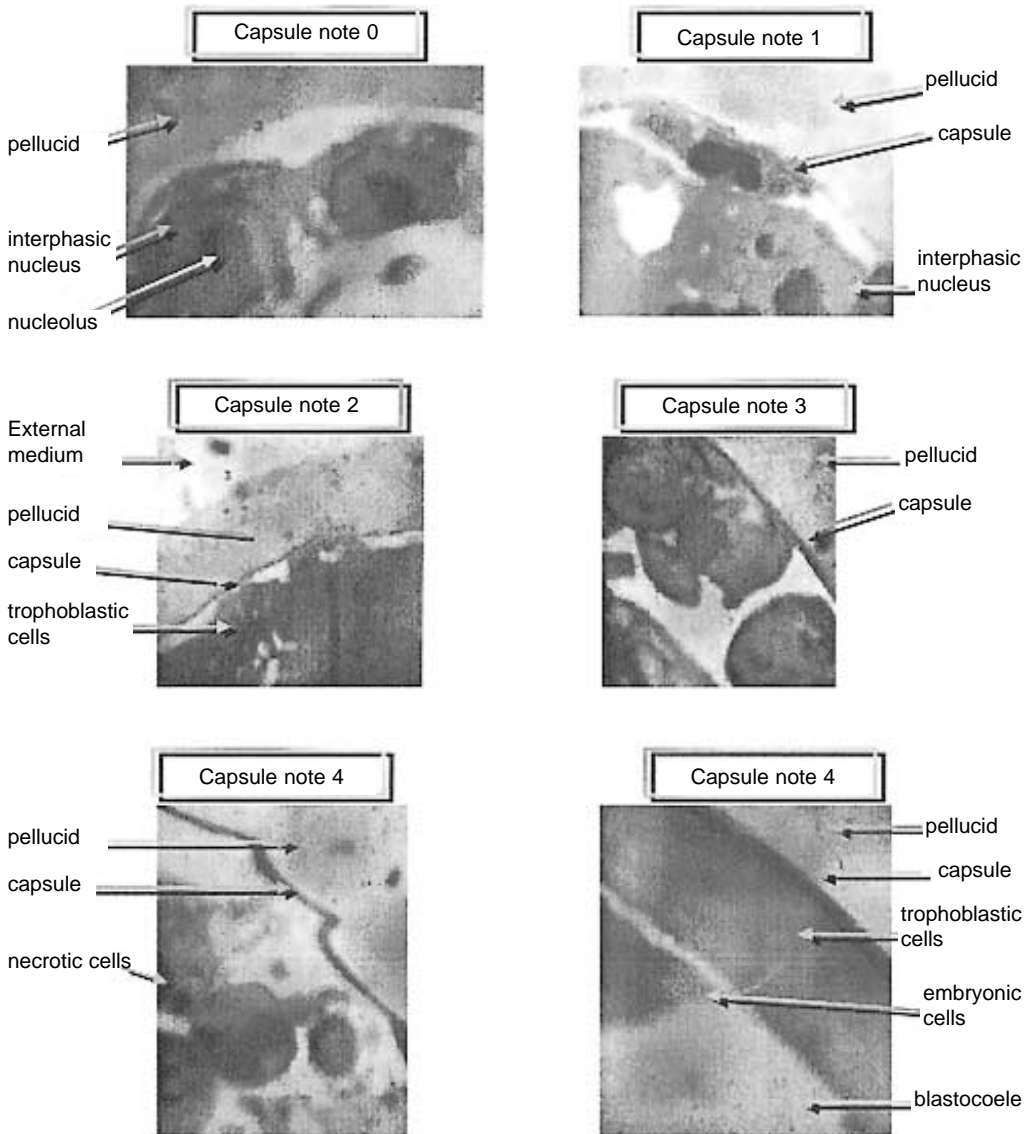 Capsule note 0
pellucid
interphasic
nucleus
nucleolus
Capsule note 1
pellucid
capsule
interphasic
nucleus
Capsule note 2
External
medium
pellucid
capsule
trophoblastic
cells
Capsule note 3
pellucid
capsule
Capsule note 4
pellucid
capsule
necrotic cells
Capsule note 4
pellucid
capsule
trophoblastic
cells
embryonic
cells
blastocoele